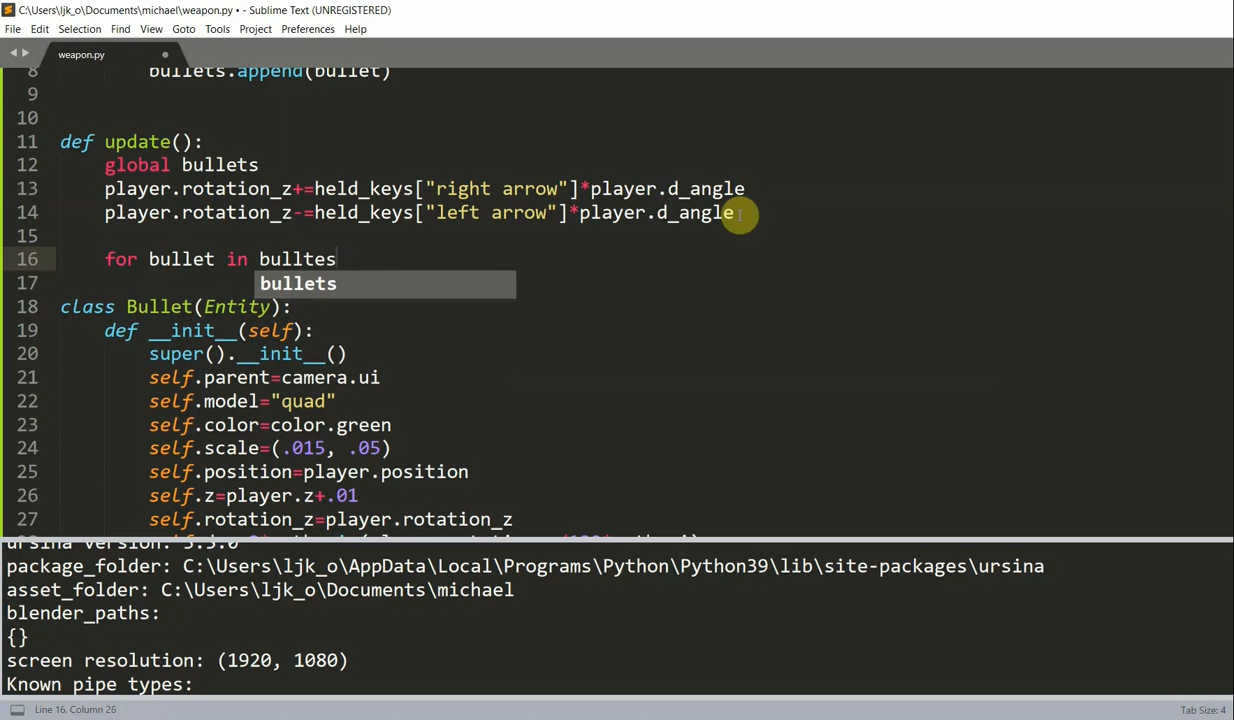 C:\Users\ljk_o\Documents\michael\weapon.py • - Sublime Text (UNREGISTERED)
File Edit Selection Find View Goto Tools Project Preferences Help
weapon.py
8 bullets.append(bullet)
9
10
11 def update():
12 global bullets
13 player.rotation_z+=held_keys["right arrow"]*player.d_angle
14 player.rotation_z-=held_keys["left arrow"]*player.d_angle
15
16 for bullet in bulltes
bullets
17
18 class Bullet(Entity):
19 def __init__(self):
20 super().__init__()
21 self.parent=camera.ui
22 self.model="quad"
23 self.color=color.green
24 self.scale=(.015, .05)
25 self.position=player.position
26 self.z=player.z+.01
27 self.rotation_z=player.rotation_z
package_folder: C:\Users\ljk_o\AppData\Local\Programs\Python\Python39\lib\site-packages\ursina
asset_folder: C:\Users\ljk_o\Documents\michael
blender_paths:
{}
screen resolution: (1920, 1080)
Known pipe types:
Line 16, Column 26 Tab Size: 4